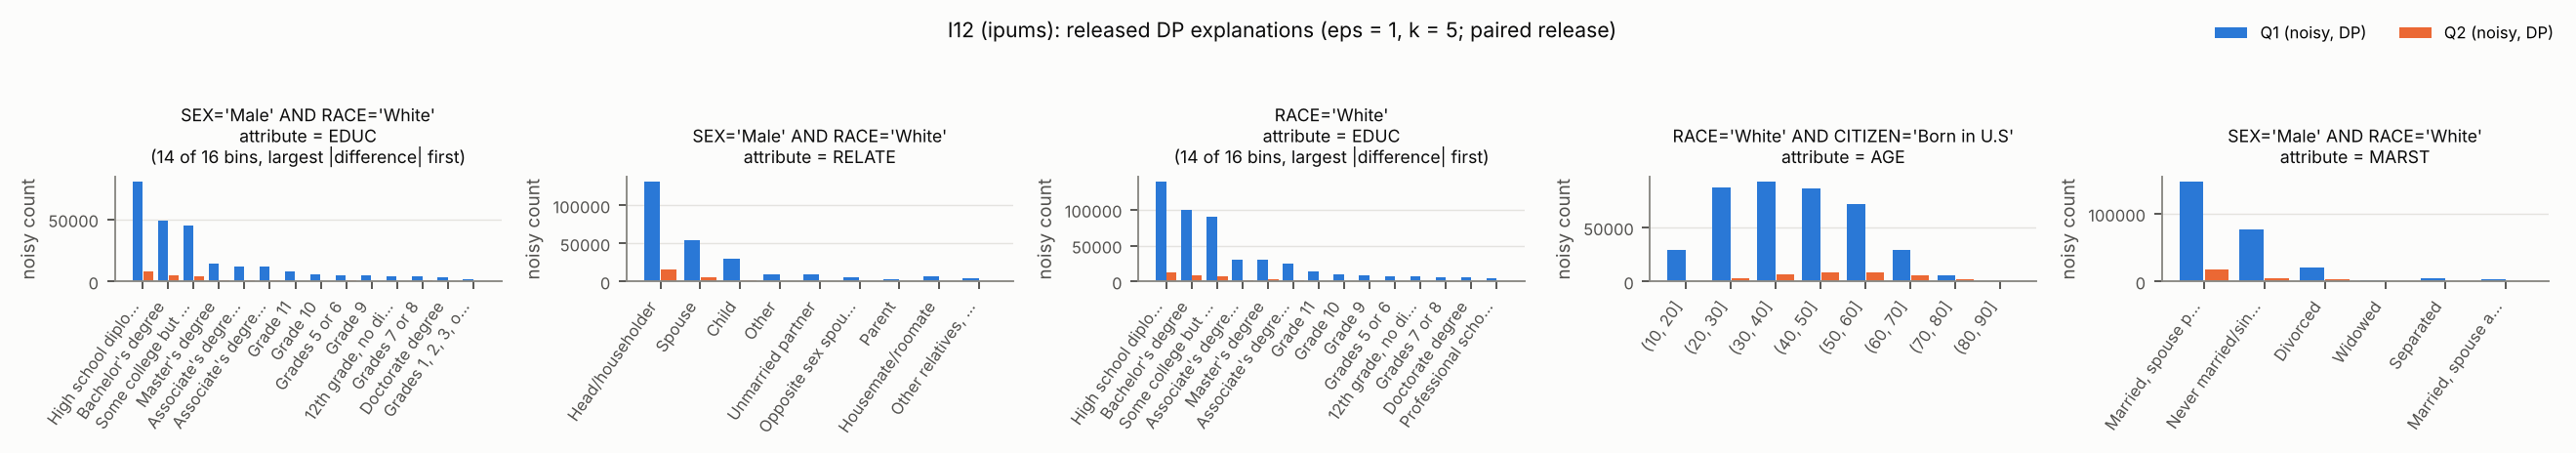 I12 (ipums): released DP explanations (eps = 1, k = 5; paired release)
Q1 (noisy, DP)
Q2 (noisy, DP)
SEX='Male' AND RACE='White'
attribute = EDUC
(14 of 16 bins, largest |difference| first)
noisy count
50000
0
High school diplo...
Bachelor's degree
Some college but ...
Master's degree
Associate's degre...
Associate's degre...
Grade 11
Grade 10
Grades 5 or 6
Grade 9
12th grade, no di...
Grades 7 or 8
Doctorate degree
Grades 1, 2, 3, o...
SEX='Male' AND RACE='White'
attribute = RELATE
noisy count
100000
50000
0
Head/householder
Spouse
Child
Other
Unmarried partner
Opposite sex spou...
Parent
Housemate/roomate
Other relatives, ...
RACE='White'
attribute = EDUC
(14 of 16 bins, largest |difference| first)
noisy count
100000
50000
0
High school diplo...
Bachelor's degree
Some college but ...
Associate's degre...
Master's degree
Associate's degre...
Grade 11
Grade 10
Grade 9
Grades 5 or 6
12th grade, no di...
Grades 7 or 8
Doctorate degree
Professional scho...
RACE='White' AND CITIZEN='Born in U.S'
attribute = AGE
noisy count
50000
0
(10, 20]
(20, 30]
(30, 40]
(40, 50]
(50, 60]
(60, 70]
(70, 80]
(80, 90]
SEX='Male' AND RACE='White'
attribute = MARST
noisy count
100000
0
Married, spouse p...
Never married/sin...
Divorced
Widowed
Separated
Married, spouse a...